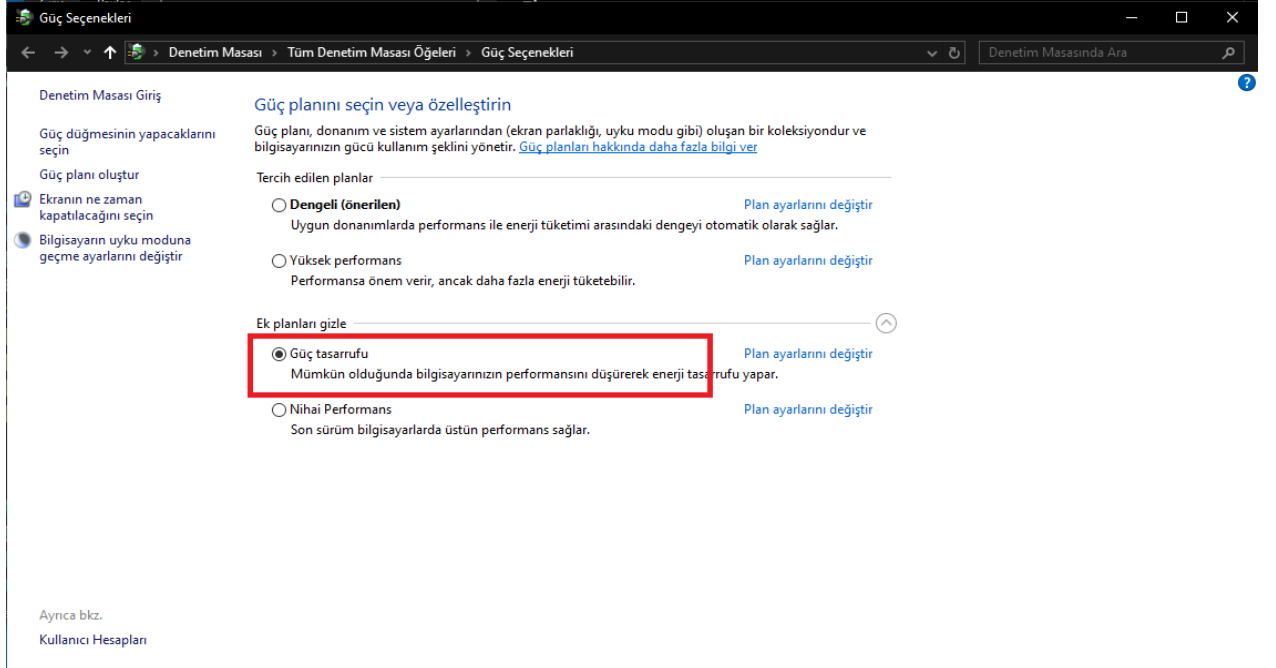 Güç Seçenekleri
Denetim Masası > Tüm Denetim Masası Öğeleri > Güç Seçenekleri
Denetim Masasında Ara
Denetim Masası Giriş
Güç düğmesinin yapacaklarını
seçin
Güç planı oluştur
Ekranın ne zaman
kapatılacağını seçin
Bilgisayarın uyku moduna
geçme ayarlarını değiştir
Ayrıca bkz.
Kullanıcı Hesapları
Güç planını seçin veya özelleştirin
Güç planı, donanım ve sistem ayarlarından (ekran parlaklığı, uyku modu gibi) oluşan bir koleksiyondur ve
bilgisayarınızın gücü kullanım şeklini yönetir. Güç planları hakkında daha fazla bilgi ver
Tercih edilen planlar
Dengeli (önerilen) Plan ayarlarını değiştir
Uygun donanımlarda performans ile enerji tüketimi arasındaki dengeyi otomatik olarak sağlar.
Yüksek performans Plan ayarlarını değiştir
Performansa önem verir, ancak daha fazla enerji tüketebilir.
Ek planları gizle
Güç tasarrufu Plan ayarlarını değiştir
Mümkün olduğunda bilgisayarınızın performansını düşürerek enerji tasarrufu yapar.
Nihai Performans Plan ayarlarını değiştir
Son sürüm bilgisayarlarda üstün performans sağlar.